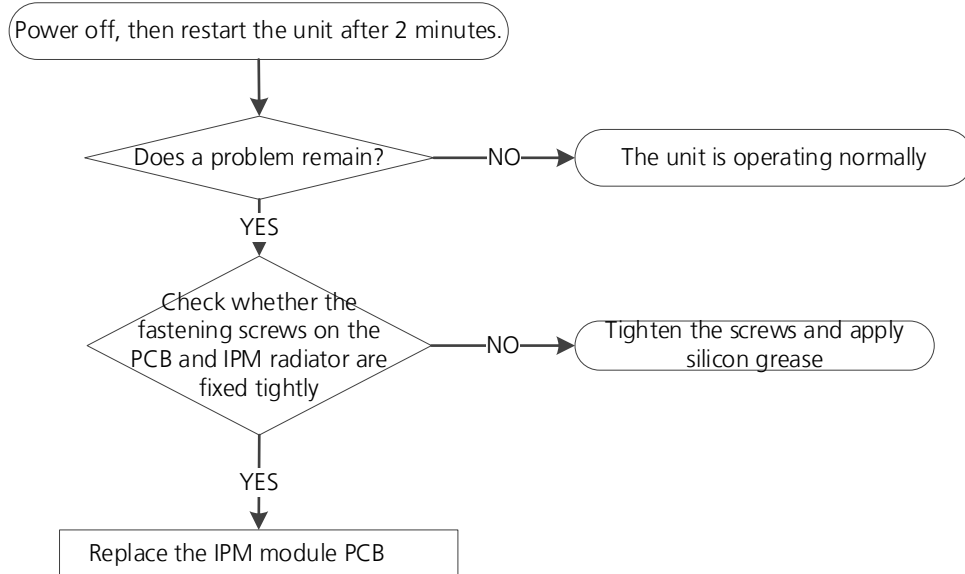 Power off, then restart the unit after 2 minutes.
Does a problem remain?
NO
The unit is operating normally
YES
Check whether the
fastening screws on the
PCB and IPM radiator are
fixed tightly
NO
Tighten the screws and apply
silicon grease
YES
Replace the IPM module PCB